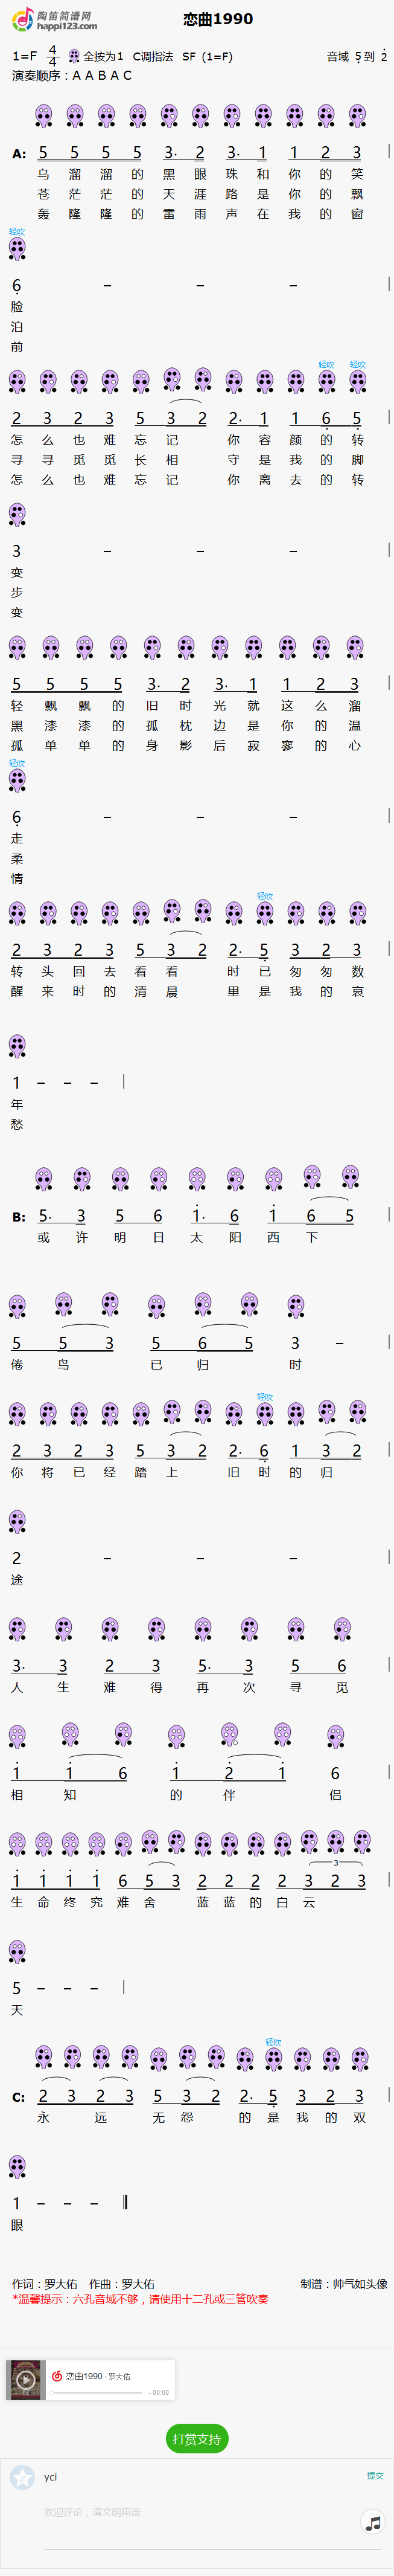 陶笛简谱网
happi123.com
恋曲1990
1=F 4/4 全按为1 C调指法 SF (1=F) 音域 5 到 2
演奏顺序：A A B A C
A: 5 5 5 5 3· 2 3· 1 1 2 3 |
乌 溜 溜 的 黑 眼 珠 和 你 的 笑
苍 茫 茫 的 天 涯 路 是 你 的 飘
轰 隆 隆 的 雷 雨 声 在 我 的 窗
轻吹
6 – – – |
脸
泊
前
轻吹 轻吹
2 3 2 3 5 3 2 2· 1 1 6 5 |
怎 么 也 难 忘 记 你 容 颜 的 转
寻 寻 觅 觅 长 相 守 是 我 的 脚
怎 么 也 难 忘 记 你 离 去 的 转
3 – – – |
变
步
变
5 5 5 5 3· 2 3· 1 1 2 3 |
轻 飘 飘 的 旧 时 光 就 这 么 溜
黑 漆 漆 的 孤 枕 边 是 你 的 温
孤 单 单 的 身 影 后 寂 寥 的 心
轻吹
6 – – – |
走
柔
情
轻吹
2 3 2 3 5 3 2 2· 5 3 2 3 |
转 头 回 去 看 看 时 已 匆 匆 数
醒 来 时 的 清 晨 里 是 我 的 哀
1 – – – |
年
愁
B: 5· 3 5 6 1· 6 1 6 5 |
或 许 明 日 太 阳 西 下
5 5 3 5 6 5 3 – |
倦 鸟 已 归 时
轻吹
2 3 2 3 5 3 2 2· 6 1 3 2 |
你 将 已 经 踏 上 旧 时 的 归
2 – – – |
途
3· 3 2 3 5· 3 5 6 |
人 生 难 得 再 次 寻 觅
1 1 6 1 2 1 6 |
相 知 的 伴 侣
3
1 1 1 1 6 5 3 2 2 2 2 3 2 3 |
生 命 终 究 难 舍 蓝 蓝 的 白 云
5 – – – |
天
轻吹
C: 2 3 2 3 5 3 2 2· 5 3 2 3 |
永 远 无 怨 的 是 我 的 双
1 – – – ‖
眼
作词：罗大佑 作曲：罗大佑 制谱：帅气如头像
*温馨提示：六孔音域不够，请使用十二孔或三管吹奏
恋曲1990 - 罗大佑
- 00:00
打赏支持
yci 提交
欢迎评论，请文明用语